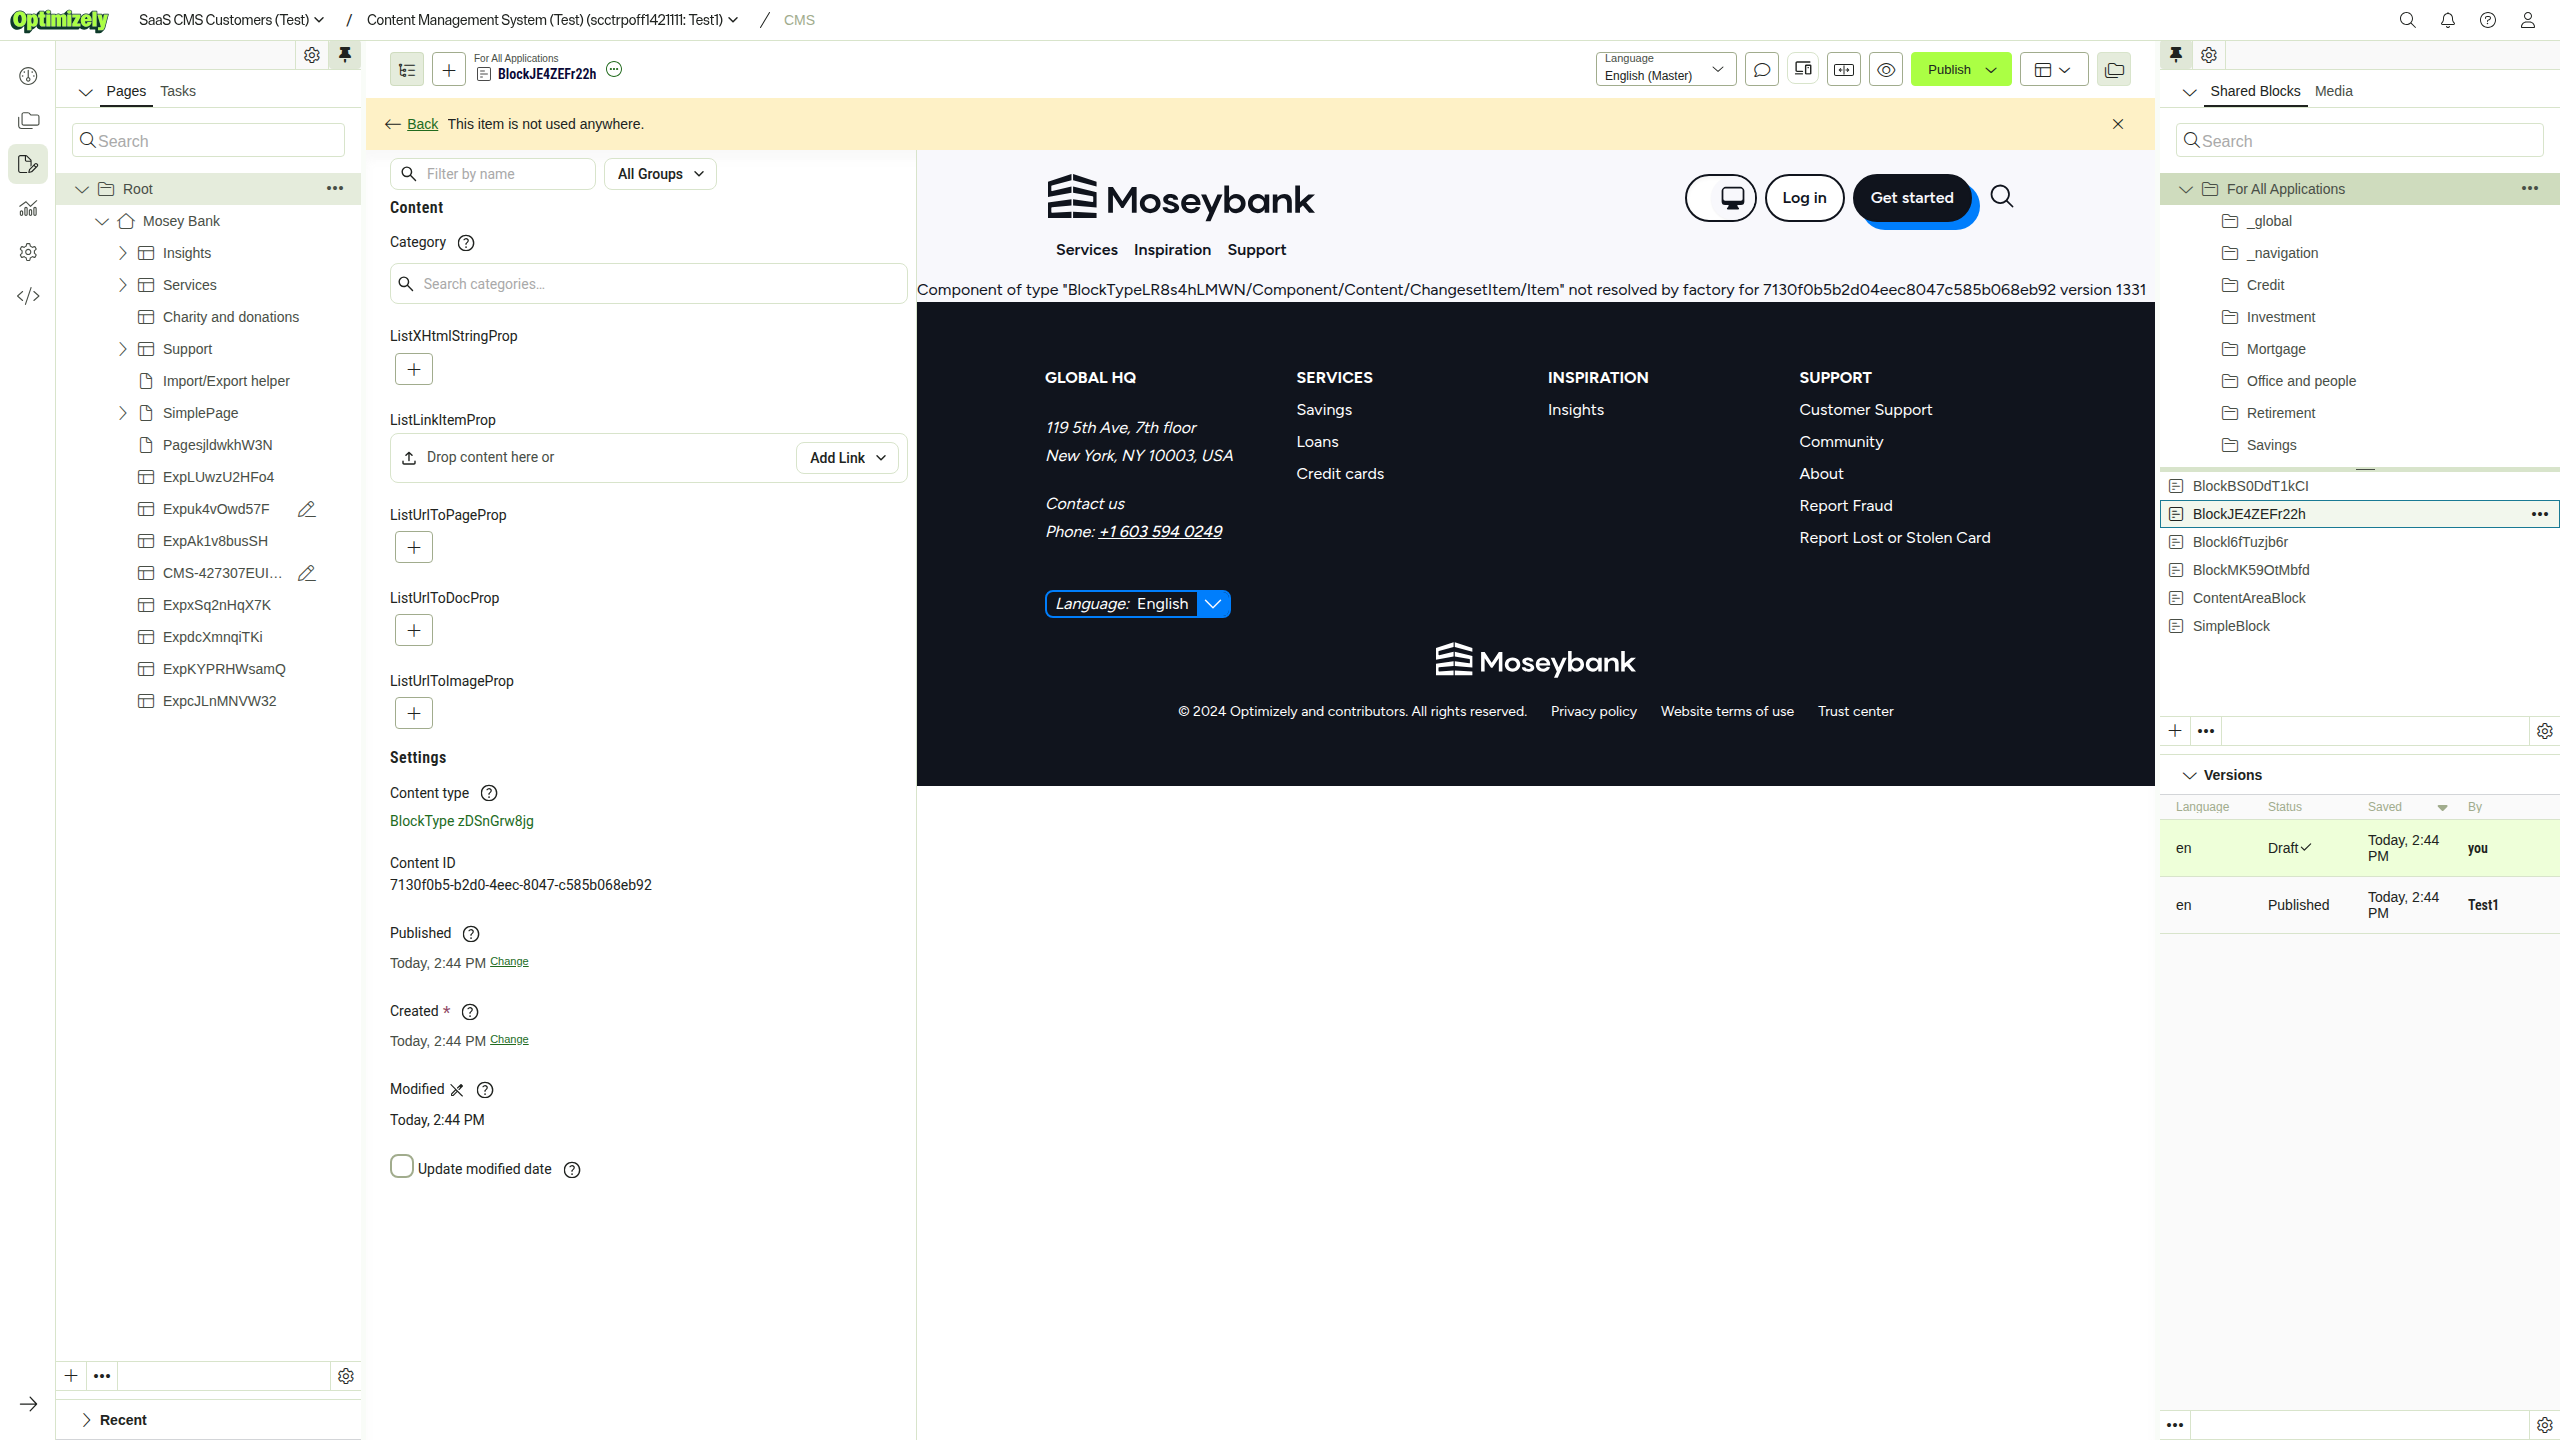 Optimizely
SaaS CMS Customers (Test) / Content Management System (Test) (scctrpoff1421111: Test1) / CMS
Pages Tasks
Search
Root
Mosey Bank
Insights
Services
Charity and donations
Support
Import/Export helper
SimplePage
PagesjldwkhW3N
ExpLUwzU2HFo4
Expuk4vOwd57F
ExpAk1v8busSH
CMS-427307EUI...
ExpxSq2nHqX7K
ExpdcXmnqiTKi
ExpKYPRHWsamQ
ExpcJLnMNVW32
Recent
For All Applications
BlockJE4ZEFr22h
Language
English (Master)
Publish
Back This item is not used anywhere.
Filter by name
All Groups
Content
Category
Search categories...
ListXHtmlStringProp
ListLinkItemProp
Drop content here or
Add Link
ListUrlToPageProp
ListUrlToDocProp
ListUrlToImageProp
Settings
Content type
BlockType zDSnGrw8jg
Content ID
7130f0b5-b2d0-4eec-8047-c585b068eb92
Published
Today, 2:44 PM Change
Created *
Today, 2:44 PM Change
Modified
Today, 2:44 PM
Update modified date
Moseybank
Log in
Get started
Services Inspiration Support
Component of type "BlockTypeLR8s4hLMWN/Component/Content/ChangesetItem/Item" not resolved by factory for 7130f0b5b2d04eec8047c585b068eb92 version 1331
GLOBAL HQ
119 5th Ave, 7th floor
New York, NY 10003, USA
Contact us
Phone: +1 603 594 0249
SERVICES
Savings
Loans
Credit cards
INSPIRATION
Insights
SUPPORT
Customer Support
Community
About
Report Fraud
Report Lost or Stolen Card
Language: English
Moseybank
© 2024 Optimizely and contributors. All rights reserved. Privacy policy Website terms of use Trust center
Shared Blocks Media
Search
For All Applications
_global
_navigation
Credit
Investment
Mortgage
Office and people
Retirement
Savings
BlockBS0DdT1kCI
BlockJE4ZEFr22h
Blockl6fTuzjb6r
BlockMK59OtMbfd
ContentAreaBlock
SimpleBlock
Versions
Language Status Saved By
en Draft Today, 2:44 PM you
en Published Today, 2:44 PM Test1